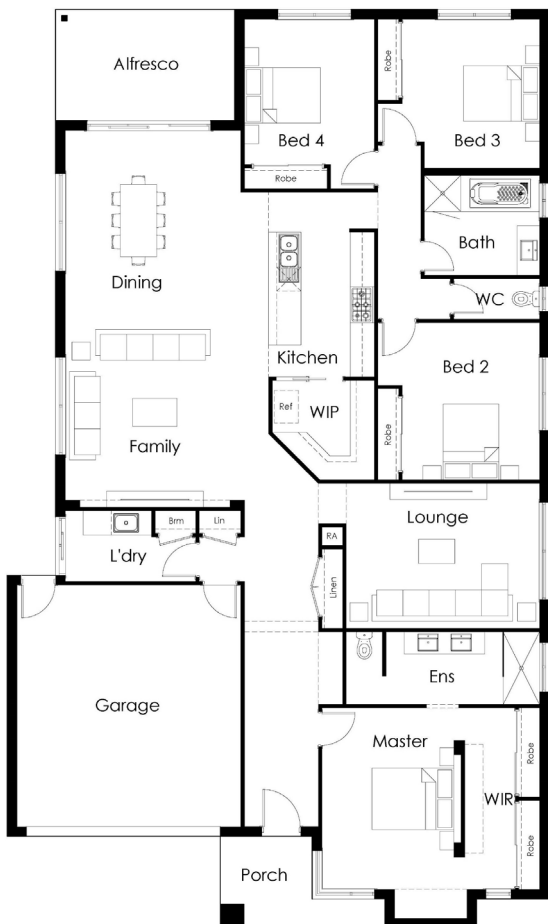 Alfresco
Bed 4
Robe
Robe
Bed 3
Bath
WC
Dining
Kitchen
Ref
WIP
Bed 2
Robe
Family
Brm
Lin
L'dry
RA
Linen
Lounge
Garage
Ens
Master
WIR
Robe
Robe
Porch